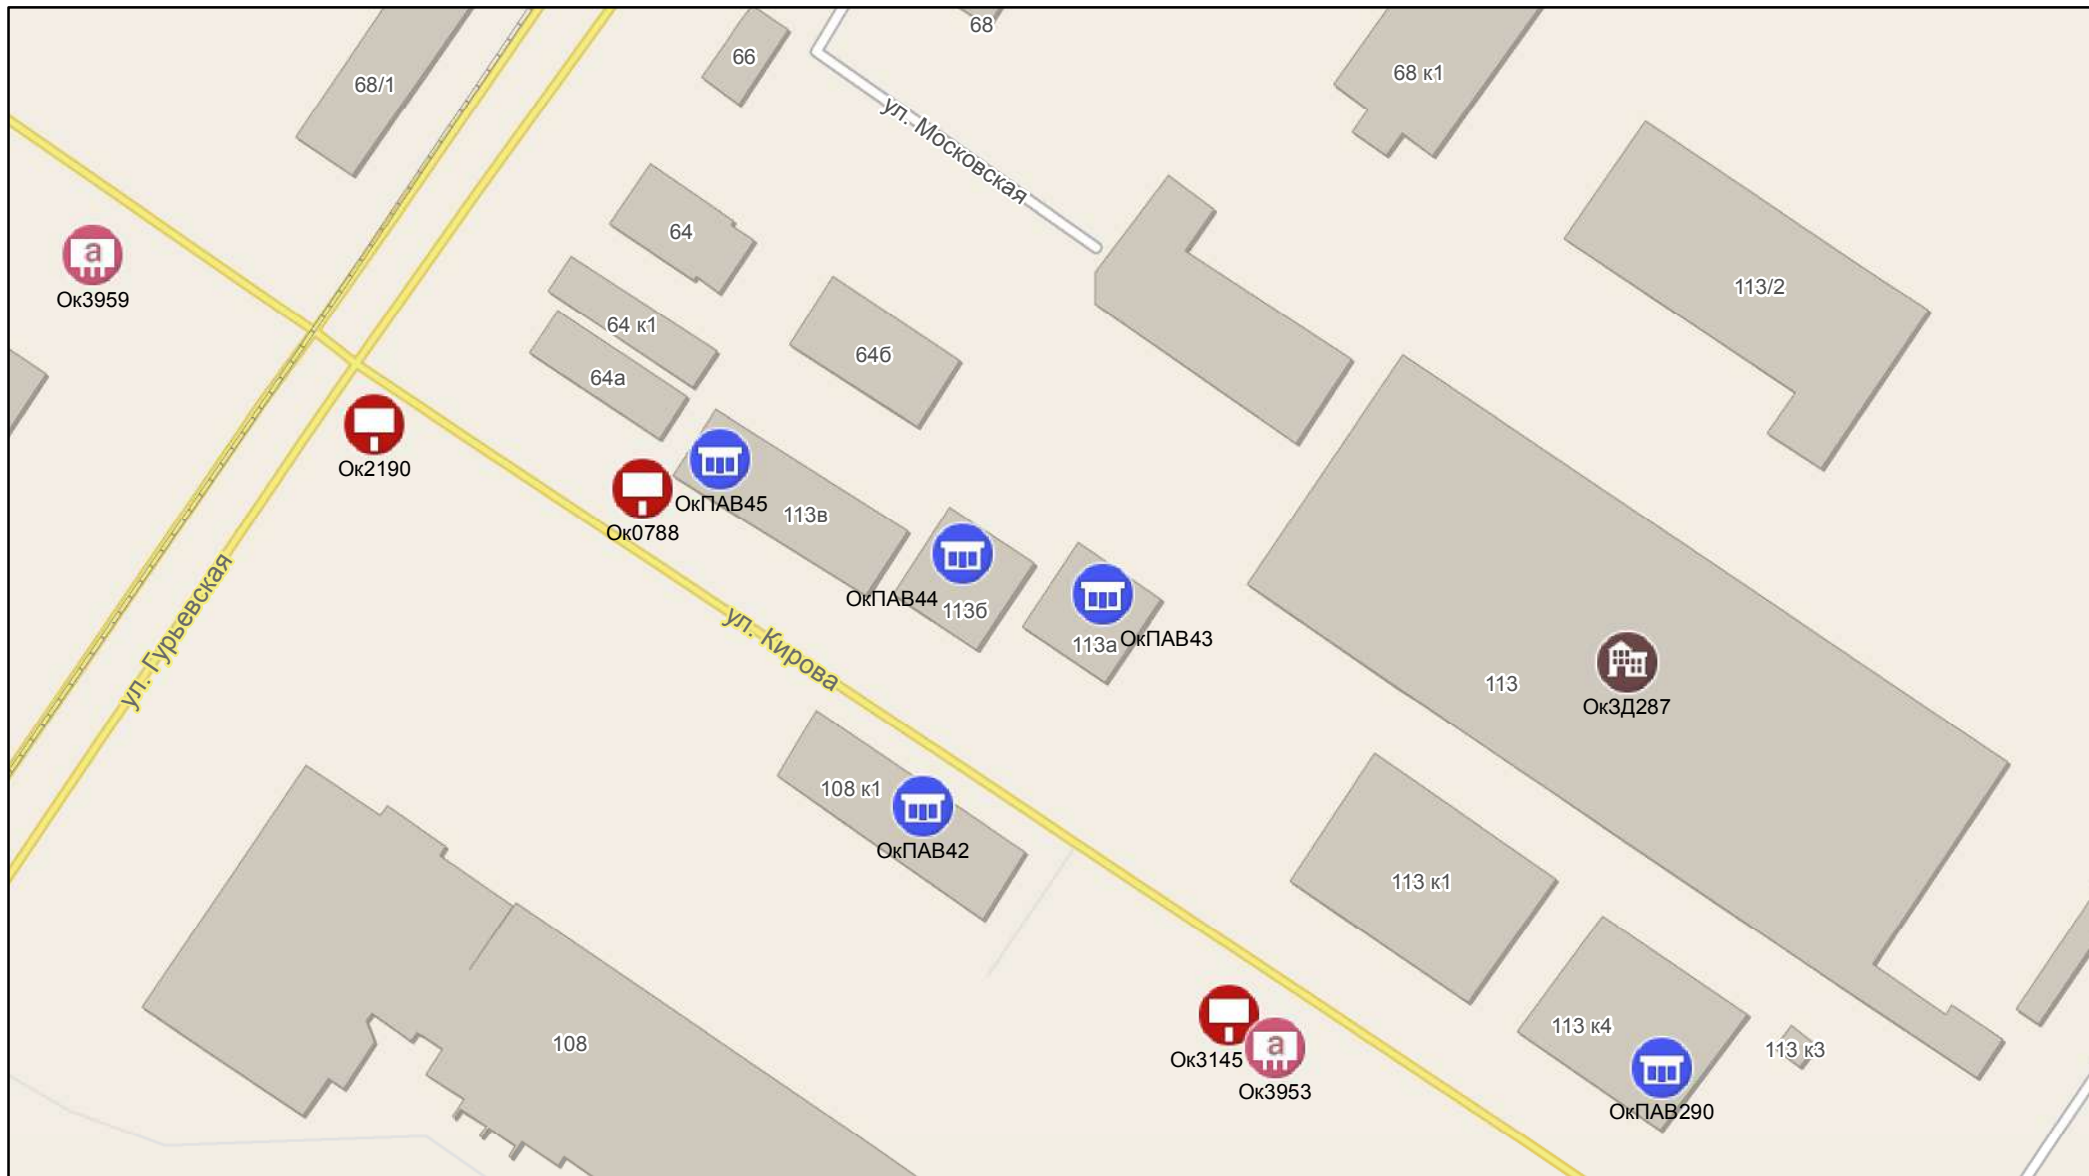 68
66
68/1
68 к1
ул. Московская
64
а
Ок3959
113/2
64 к1
64б
64а
Ок2190
ОкПАВ45
113в
Ок0788
ОкПАВ44
113б
113а
ОкПАВ43
ул. Гурьевская
ул. Кирова
113
ОкЗД287
108 к1
ОкПАВ42
113 к1
113 к4
108
Ок3145
а
Ок3953
113 к3
ОкПАВ290